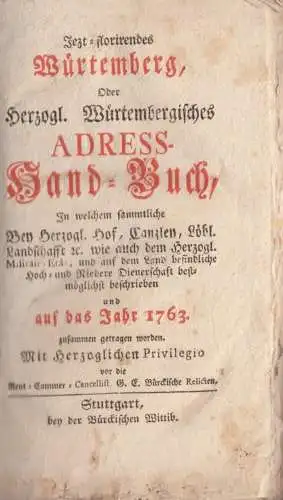 Jezt-florirendes
Würtemberg,
Oder
Herzogl. Würtembergisches
ADRESS-
Hand-Buch,
In welchem sammtliche
Bey Herzogl. Hof, Canzley, Löbl.
Landschafft &c. wie auch dem Herzogl.
und auf dem Land befindliche
Hoch- und Niedere Dienerschafft best-
möglichst beschrieben
und
auf das Jahr 1763.
zusammen getragen worden.
Mit Herzoglichen Privilegio
vor die
Rent-Cammer-Cancellist. G. E. Bürckische Relicten,
Stuttgart,
bey der Bürckischen Wittib.